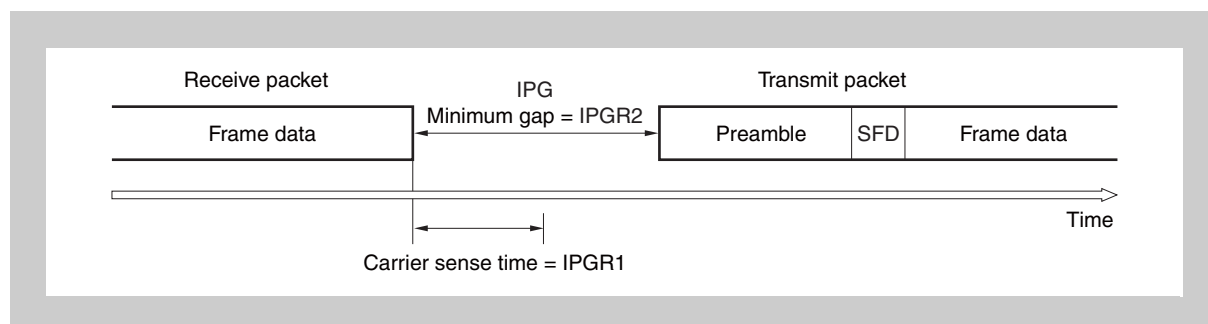 Receive packet
IPG
Transmit packet
Minimum gap = IPGR2
Frame data
Preamble
SFD
Frame data
Time
Carrier sense time = IPGR1